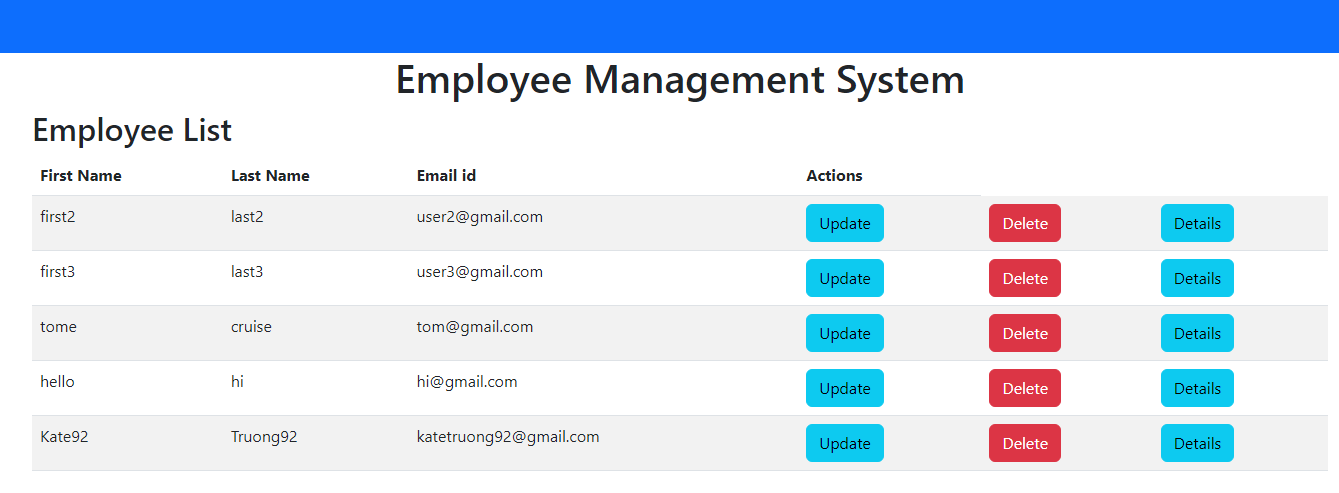 Employee Management System
Employee List
First Name Last Name Email id Actions
first2 last2 user2@gmail.com Update Delete Details
first3 last3 user3@gmail.com Update Delete Details
tome cruise tom@gmail.com Update Delete Details
hello hi hi@gmail.com Update Delete Details
Kate92 Truong92 katetruong92@gmail.com Update Delete Details